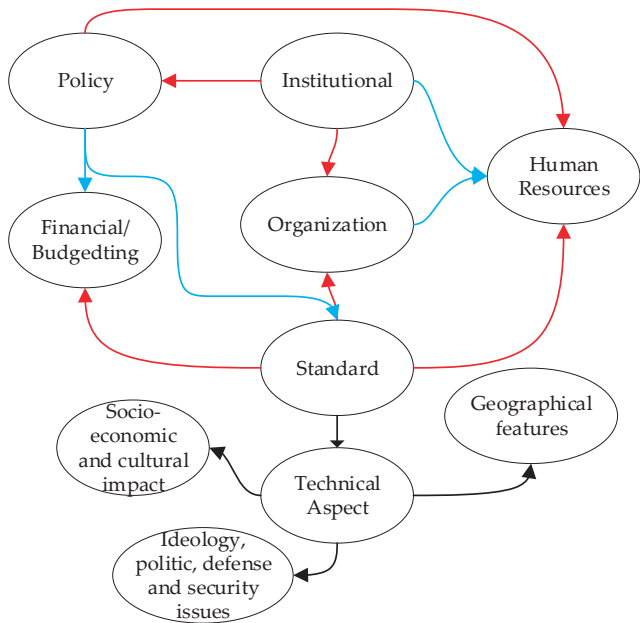 Policy
Institutional
Human
Resources
Financial/
Budgedting
Organization
Standard
Geographical
features
Socio-
economic
and cultural
impact
Technical
Aspect
Ideology,
politic, defense
and security
issues